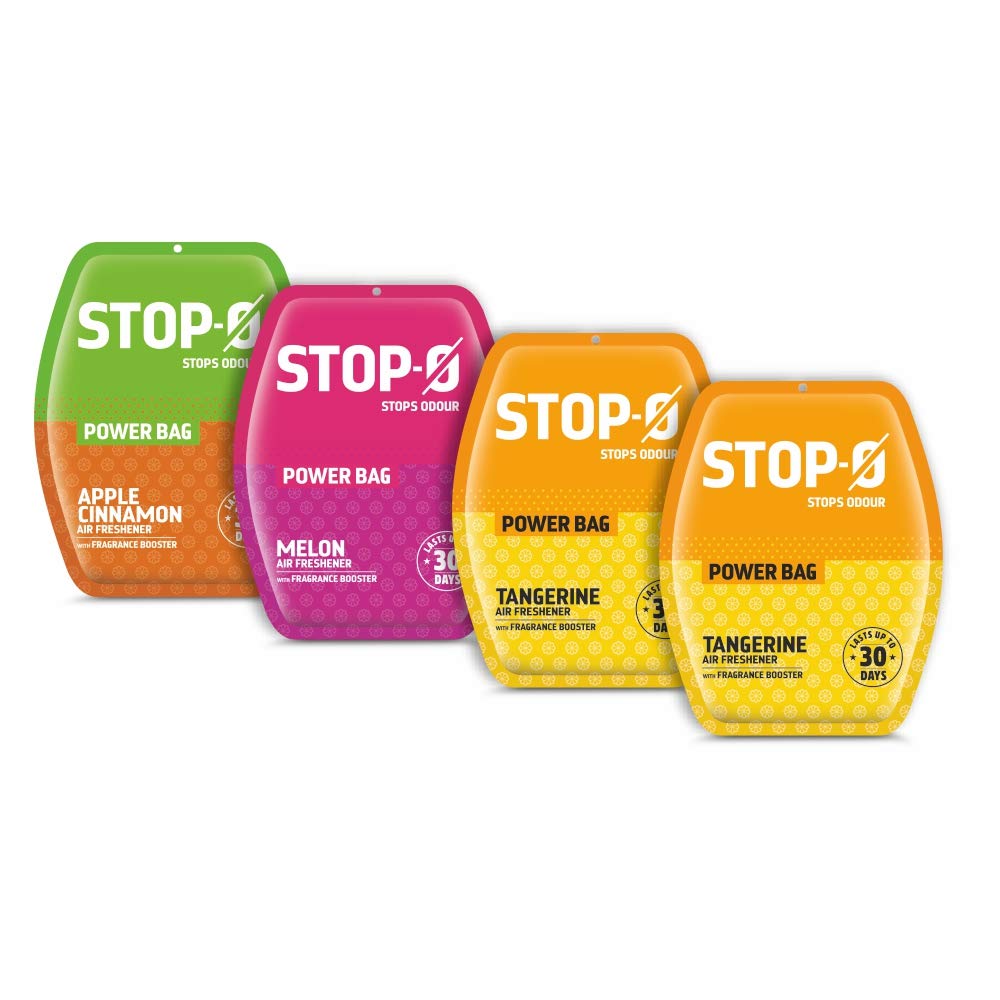 STOP-Ø
STOPS ODOUR
POWER BAG
APPLE
CINNAMON
AIR FRESHENER
WITH FRAGRANCE BOOSTER
STOP-Ø
STOPS ODOUR
POWER BAG
MELON
AIR FRESHENER
WITH FRAGRANCE BOOSTER
LASTS
30
DAYS
STOP-Ø
STOPS ODOUR
POWER BAG
TANGERINE
AIR FRESHENER
WITH FRAGRANCE BOOSTER
STOP-Ø
STOPS ODOUR
POWER BAG
TANGERINE
AIR FRESHENER
WITH FRAGRANCE BOOSTER
LASTS UP TO
30
DAYS